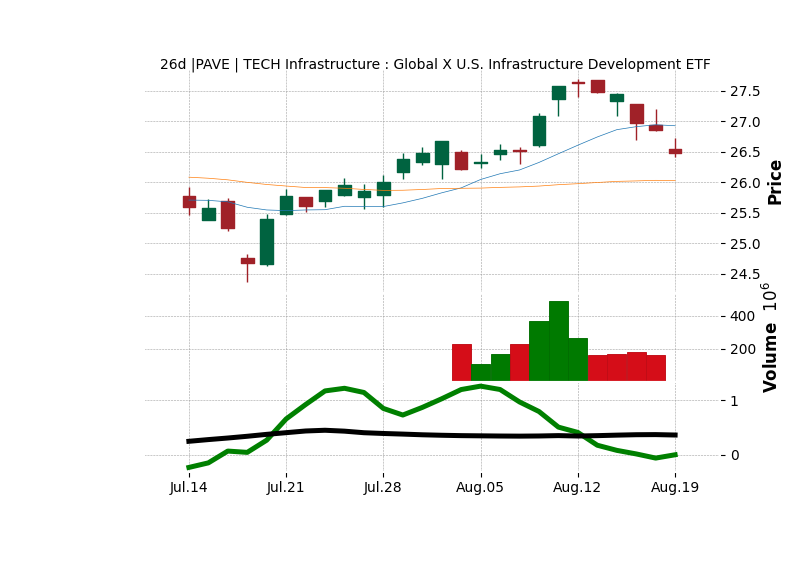 26d |PAVE | TECH Infrastructure : Global X U.S. Infrastructure Development ETF
27.5
27.0
26.5
26.0
25.5
25.0
24.5
Price
400
200
Volume 10^6
1
0
Jul.14 Jul.21 Jul.28 Aug.05 Aug.12 Aug.19